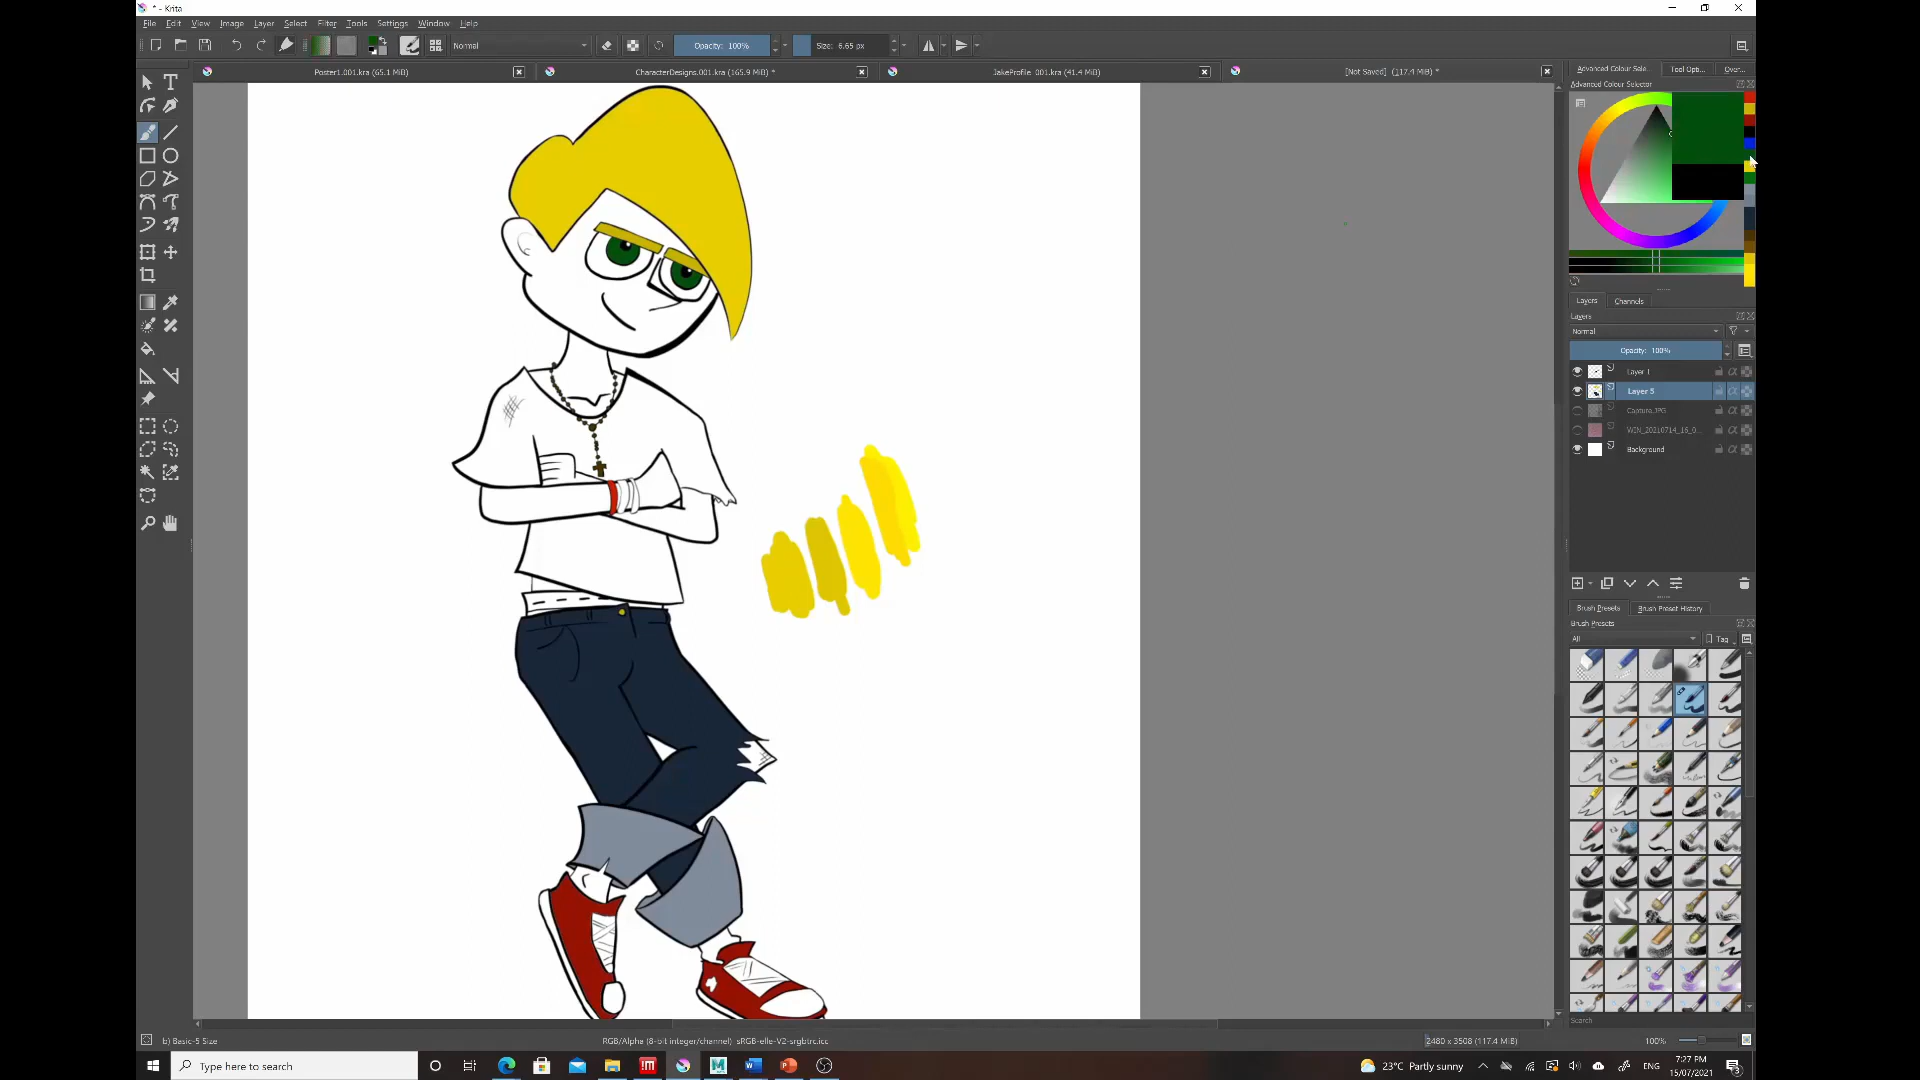 * - Krita
File Edit View Image Layer Select Filter Tools Settings Window Help
Normal Opacity: 100% Size: 6.65 px
Poster1.001.kra (65.1 MiB) CharacterDesigns.001.kra (165.9 MiB) * JakeProfile_001.kra (41.4 MiB) [Not Saved] (117.4 MiB) *
Advanced Colour Sele... Tool Opti... Over...
Advanced Colour Selector
Layers Channels
Layers
Normal
Opacity: 100%
Layer 1
Layer 5
Capture.JPG
WIN_20210714_16_0...
Background
Brush Presets Brush Preset History
Brush Presets
All Tag
Search
b) Basic-5 Size RGB/Alpha (8-bit integer/channel) sRGB-elle-V2-srgbtrc.icc 2480 x 3508 (117.4 MiB) 100%
Type here to search 23°C Partly sunny ENG 7:27 PM
15/07/2021